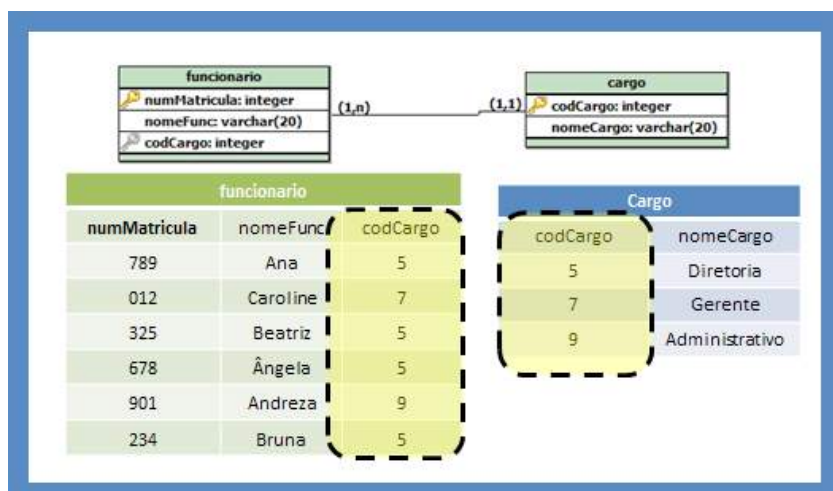 funcionario
numMatricula: integer
nomeFunc: varchar(20)
codCargo: integer
(1,n)
(1,1)
cargo
codCargo: integer
nomeCargo: varchar(20)
funcionario
numMatricula nomeFunc codCargo
789 Ana 5
012 Caroline 7
325 Beatriz 5
678 Ângela 5
901 Andreza 9
234 Bruna 5
Cargo
codCargo nomeCargo
5 Diretoria
7 Gerente
9 Administrativo